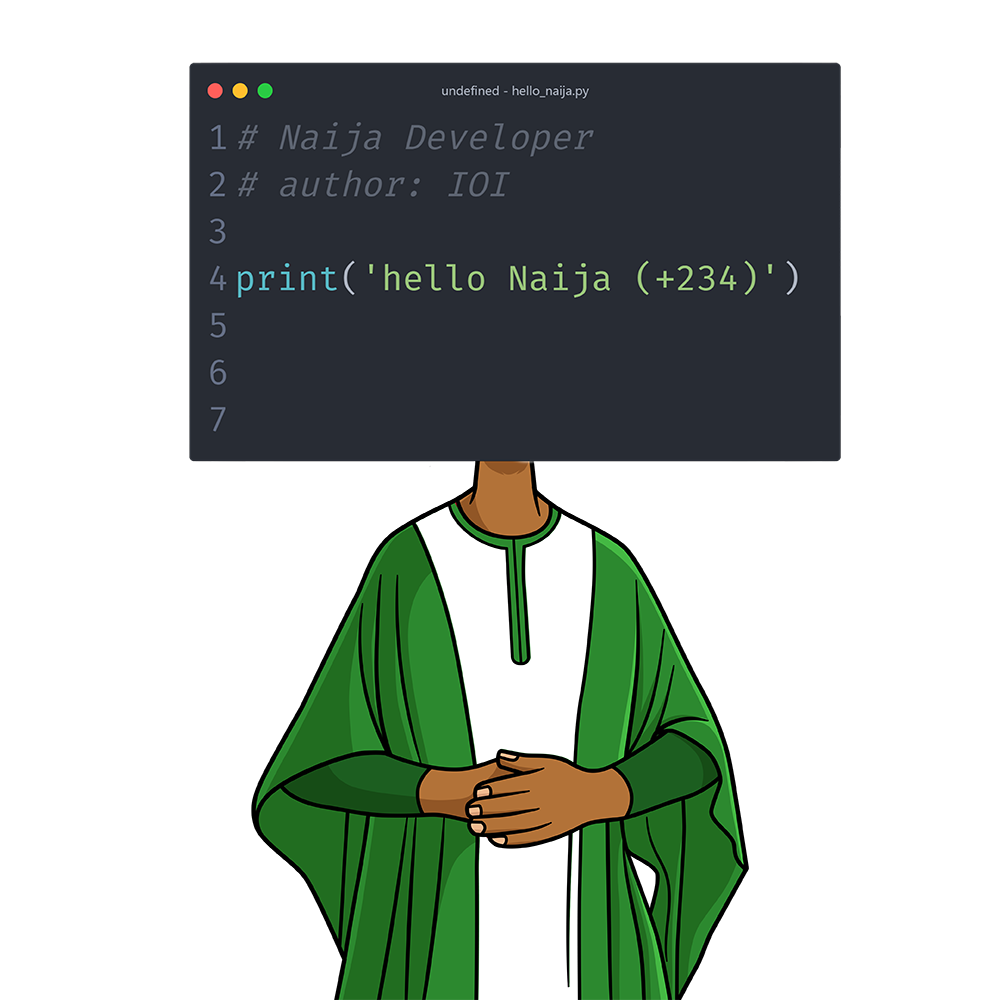 undefined - hello_naija.py
1 # Naija Developer
2 # author: IOI
3
4 print('hello Naija (+234)')
5
6
7